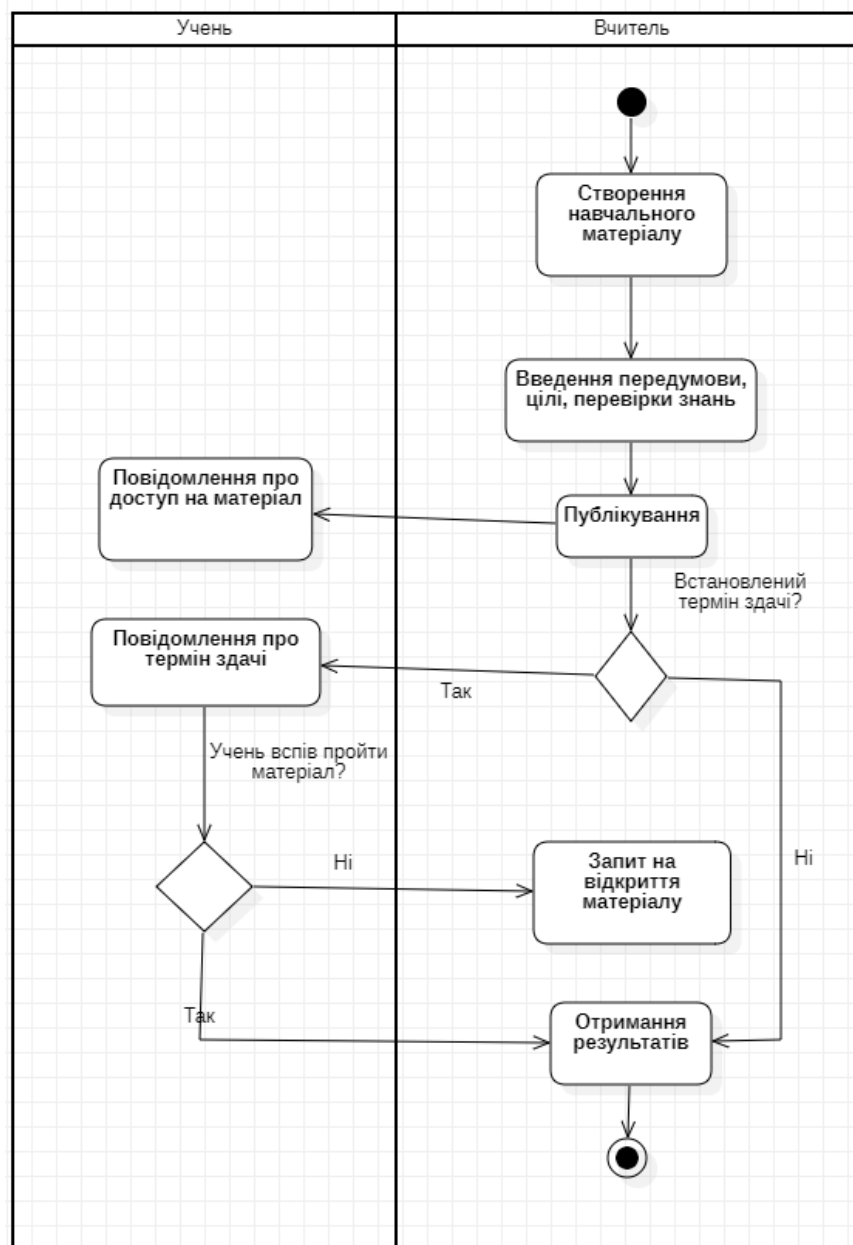 Учень
Вчитель
Створення
навчального
матеріалу
Введення передумови,
цілі, перевірки знань
Повідомлення про
доступ на матеріал
Публікування
Встановлений
термін здачі?
Повідомлення про
термін здачі
Так
Учень вспів пройти
матеріал?
Ні
Запит на
відкриття
матеріалу
Ні
Так
Отримання
результатів